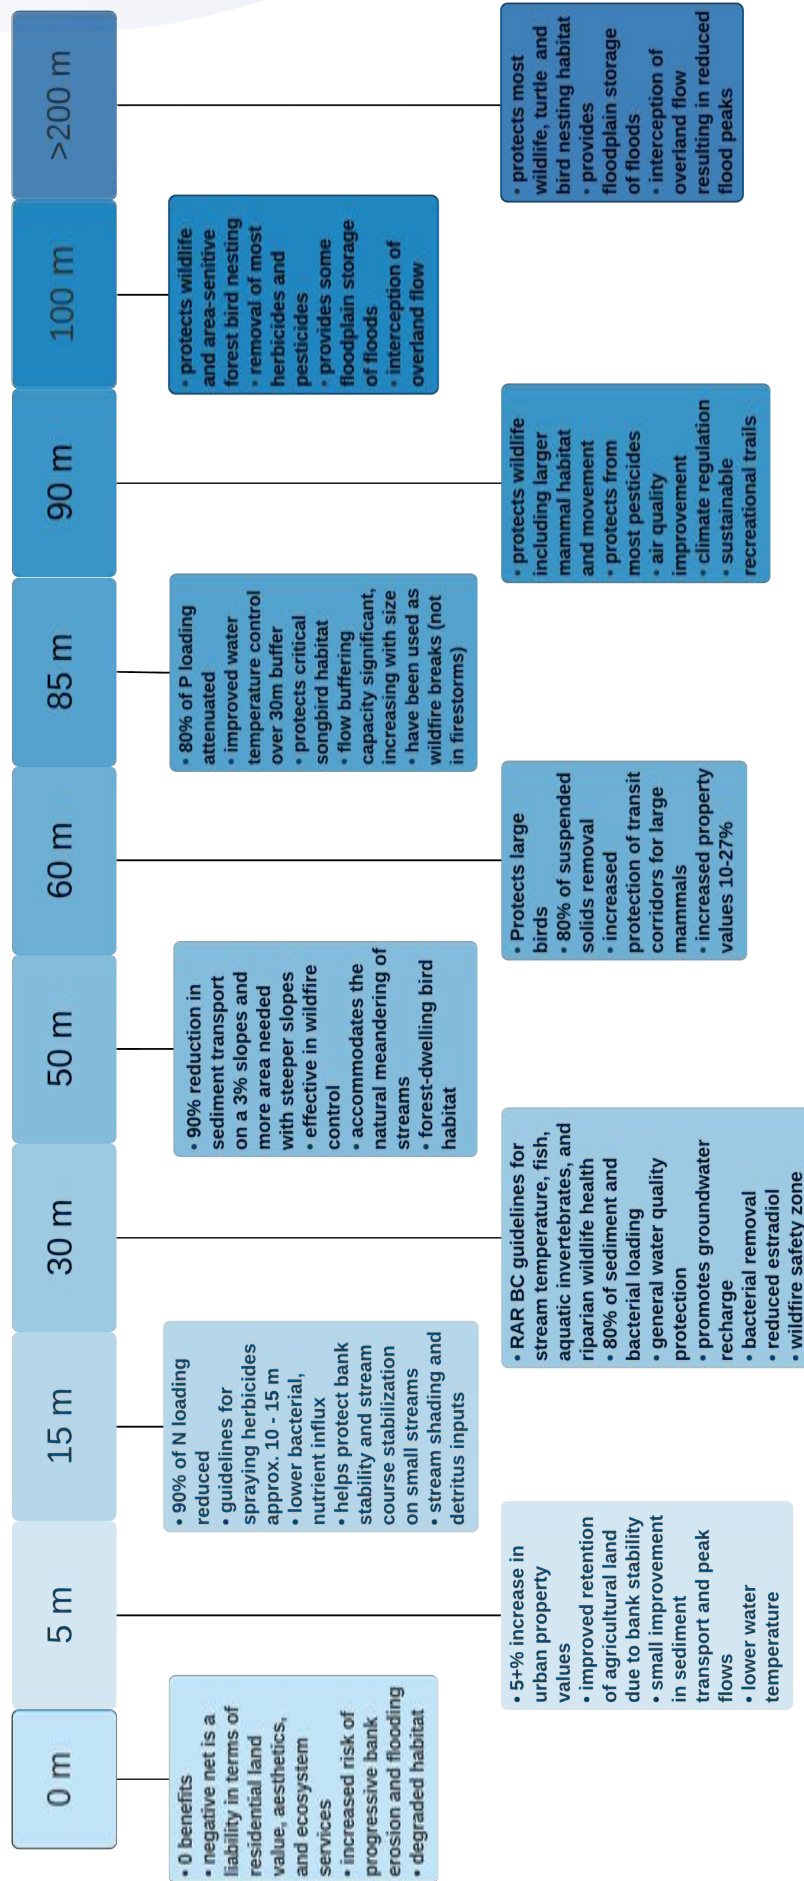 0 m
5 m
15 m
30 m
50 m
60 m
85 m
90 m
100 m
>200 m
• 0 benefits
• negative net is a
liability in terms of
residential land
value, aesthetics,
and ecosystem
services
• increased risk of
progressive bank
erosion and flooding
• degraded habitat
• 5+% increase in
urban property
values
• improved retention
of agricultural land
due to bank stability
• small improvement
in sediment
transport and peak
flows
• lower water
temperature
• 90% of N loading
reduced
• guidelines for
spraying herbicides
approx. 10 - 15 m
• lower bacterial,
nutrient influx
• helps protect bank
stability and stream
course stabilization
on small streams
• stream shading and
detritus inputs
• RAR BC guidelines for
stream temperature, fish,
aquatic invertebrates, and
riparian wildlife health
• 80% of sediment and
bacterial loading
• general water quality
protection
• promotes groundwater
recharge
• bacterial removal
• reduced estradiol
• wildfire safety zone
• 90% reduction in
sediment transport
on a 3% slopes and
more area needed
with steeper slopes
• effective in wildfire
control
• accommodates the
natural meandering of
streams
• forest-dwelling bird
habitat
• Protects large
birds
• 80% of suspended
solids removal
• increased
protection of transit
corridors for large
mammals
• increased property
values 10-27%
• 80% of P loading
attenuated
• improved water
temperature control
over 30m buffer
• protects critical
songbird habitat
• flow buffering
capacity significant,
increasing with size
• have been used as
wildfire breaks (not
in firestorms)
• protects wildlife
including larger
mammal habitat
and movement
• protects from
most pesticides
• air quality
improvement
• climate regulation
• sustainable
recreational trails
• protects wildlife
and area-senitive
forest bird nesting
• removal of most
herbicides and
pesticides
• provides some
floodplain storage
of floods
• interception of
overland flow
• protects most
wildlife, turtle and
bird nesting habitat
• provides
floodplain storage
of floods
• interception of
overland flow
resulting in reduced
flood peaks